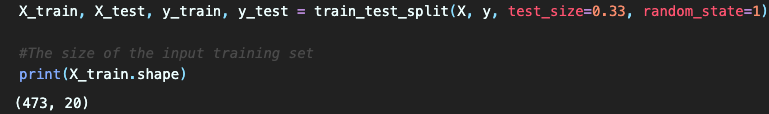 X_train, X_test, y_train, y_test = train_test_split(X, y, test_size=0.33, random_state=1)
#The size of the input training set
print(X_train.shape)
(473, 20)